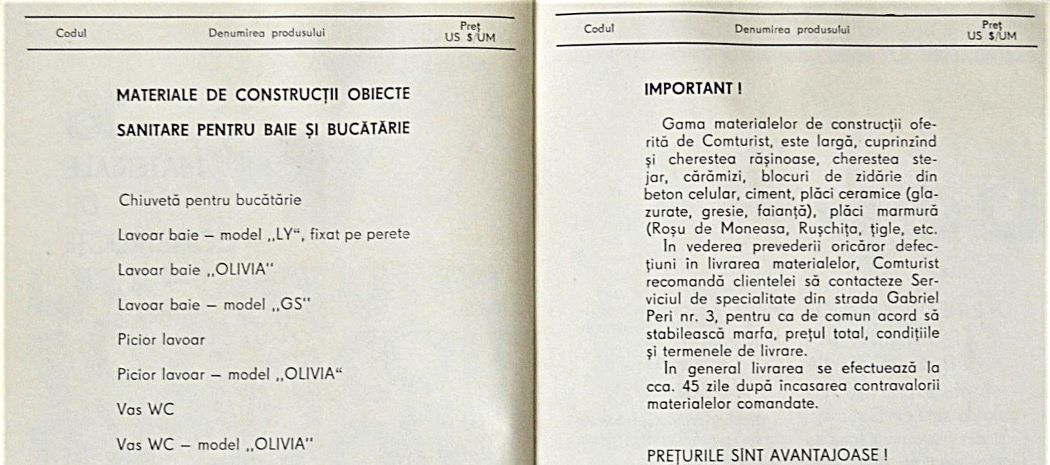 Codul Denumirea produsului Preț
US $/UM
MATERIALE DE CONSTRUCȚII OBIECTE
SANITARE PENTRU BAIE ȘI BUCĂTĂRIE
Chiuvetă pentru bucătărie
Lavoar baie – model „LY“, fixat pe perete
Lavoar baie „OLIVIA“
Lavoar baie – model „GS“
Picior lavoar
Picior lavoar – model „OLIVIA“
Vas WC
Vas WC – model „OLIVIA“
Codul Denumirea produsului Preț
US $/UM
IMPORTANT !
Gama materialelor de construcții ofe-
rită de Comturist, este largă, cuprinzind
și cherestea rășinoase, cherestea ste-
jar, cărămizi, blocuri de zidărie din
beton celular, ciment, plăci ceramice (gla-
zurate, gresie, faianță), plăci marmură
(Roșu de Moneasa, Rușchița, țigle, etc.
In vederea prevederii oricăror defec-
țiuni în livrarea materialelor, Comturist
recomandă clientelei să contacteze Ser-
viciul de specialitate din strada Gabriel
Peri nr. 3, pentru ca de comun acord să
stabilească marfa, prețul total, condițiile
și termenele de livrare.
In general livrarea se efectuează la
cca. 45 zile după incasarea contravalorii
materialelor comandate.
PREȚURILE SÎNT AVANTAJOASE !